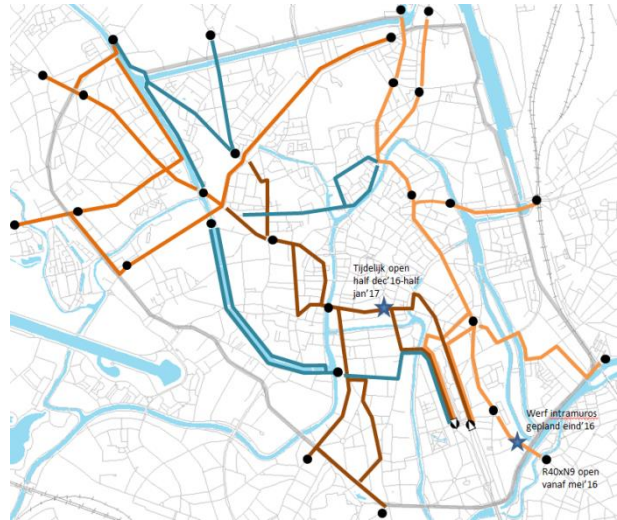 Tijdelijk open
half dec'16-half
jan'17
Werf intramuros
gepland eind'16
R40xN9 open
vanaf mei'16